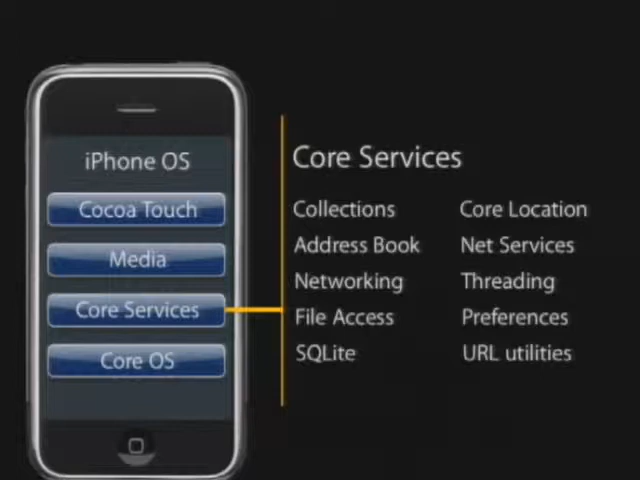 iPhone OS
Cocoa Touch
Media
Core Services
Core OS
Core Services
Collections
Address Book
Networking
File Access
SQLite
Core Location
Net Services
Threading
Preferences
URL utilities